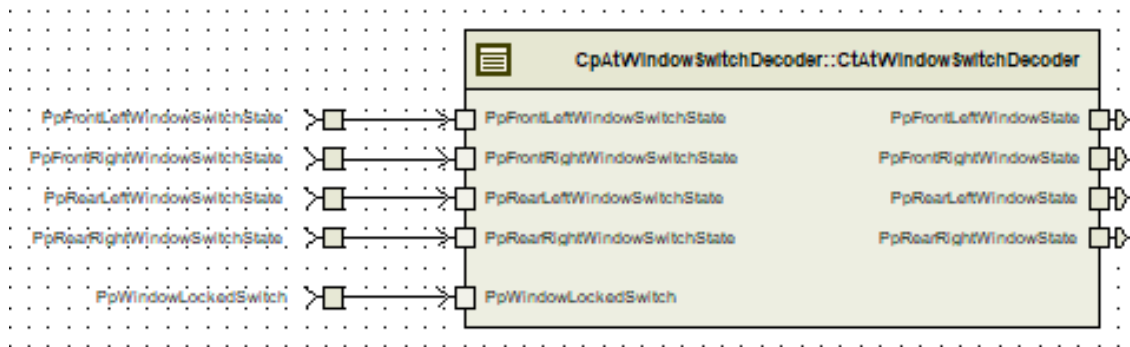 CpAtWindowSwitchDecoder::CtAtWindowSwitchDecoder
PpFrontLeftWindowSwitchState PpFrontLeftWindowSwitchState PpFrontLeftWindowState
PpFrontRightWindowSwitchState PpFrontRightWindowSwitchState PpFrontRightWindowState
PpRearLeftWindowSwitchState PpRearLeftWindowSwitchState PpRearLeftWindowState
PpRearRightWindowSwitchState PpRearRightWindowSwitchState PpRearRightWindowState
PpWindowLockedSwitch PpWindowLockedSwitch